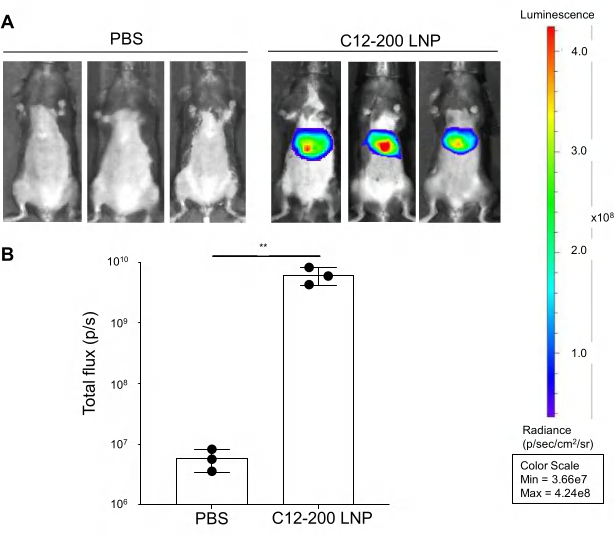 A
PBS
C12-200 LNP
Luminescence
4.0
3.0
x10⁸
2.0
1.0
Radiance
(p/sec/cm²/sr)
Color Scale
Min = 3.66e7
Max = 4.24e8
B
**
Total flux (p/s)
10¹⁰
10⁹
10⁸
10⁷
10⁶
PBS
C12-200 LNP